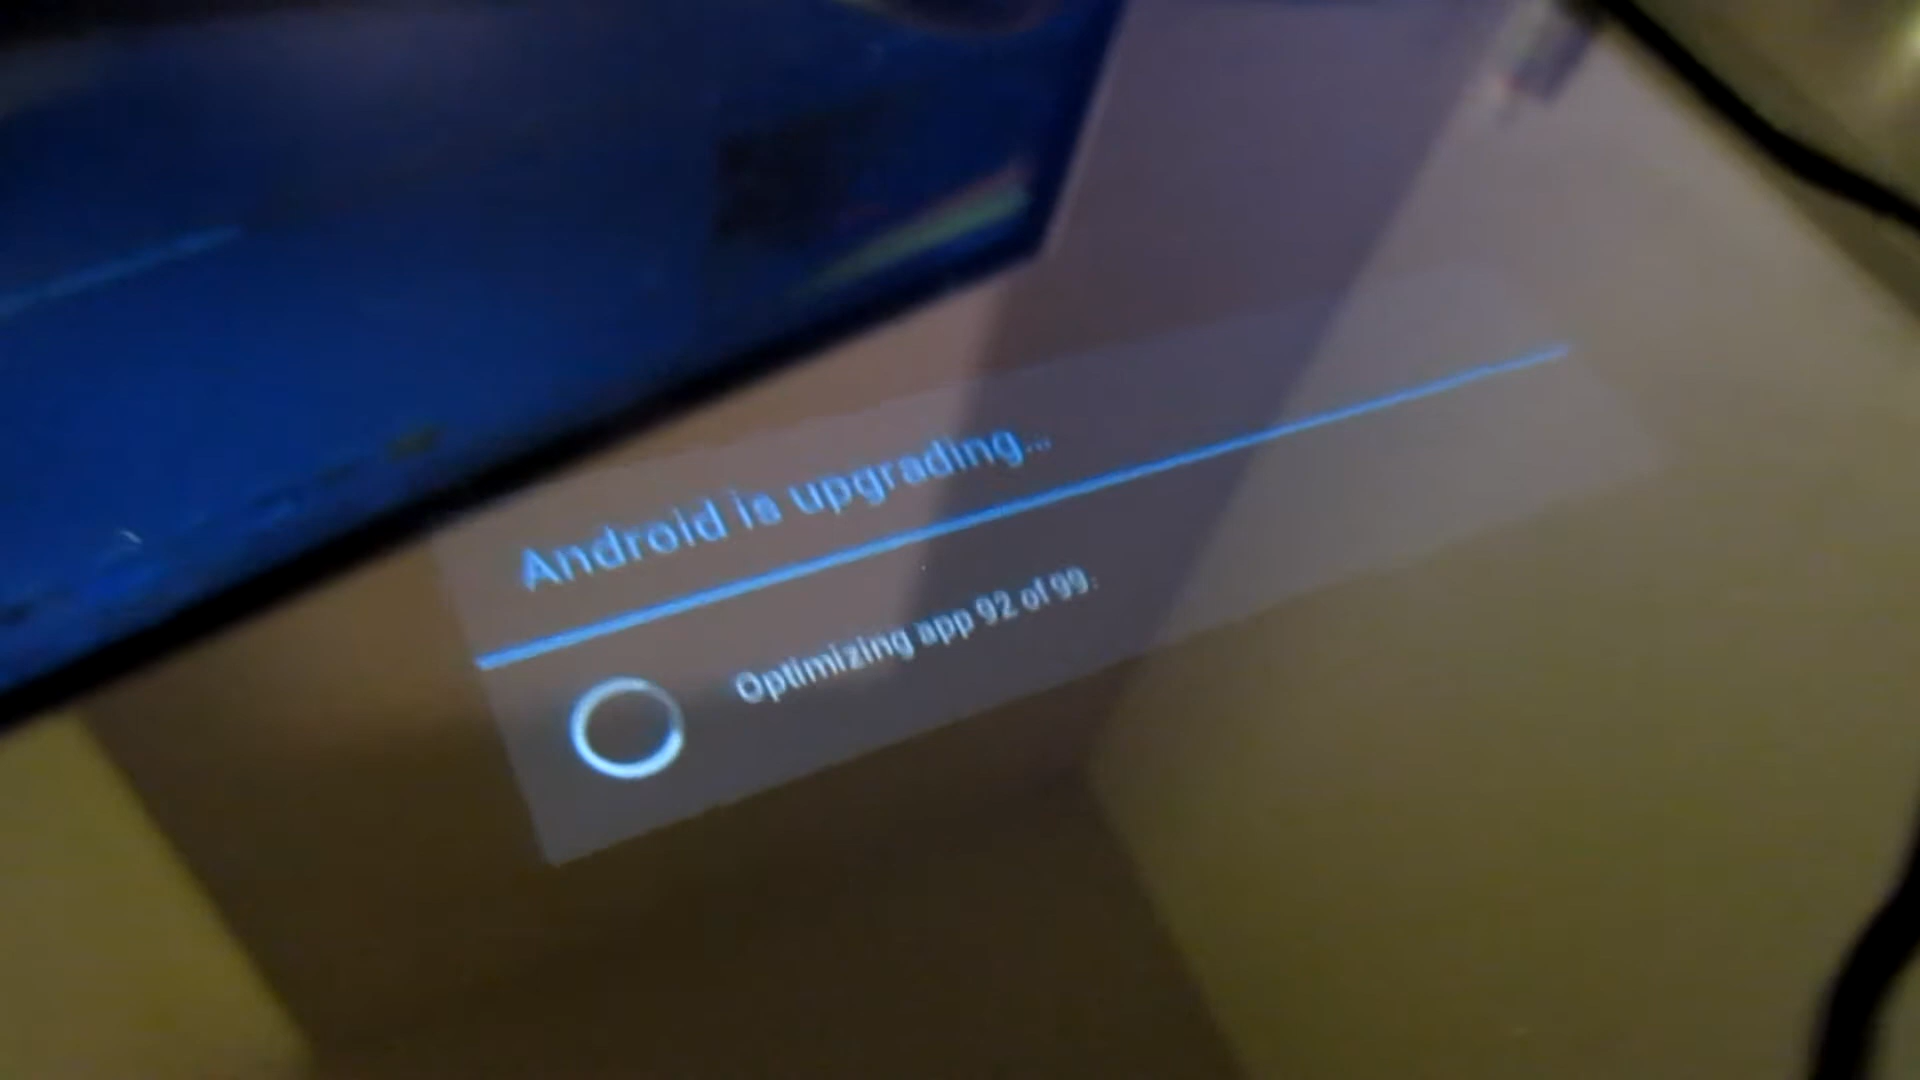 Android is upgrading...
Optimizing app 92 of 99.